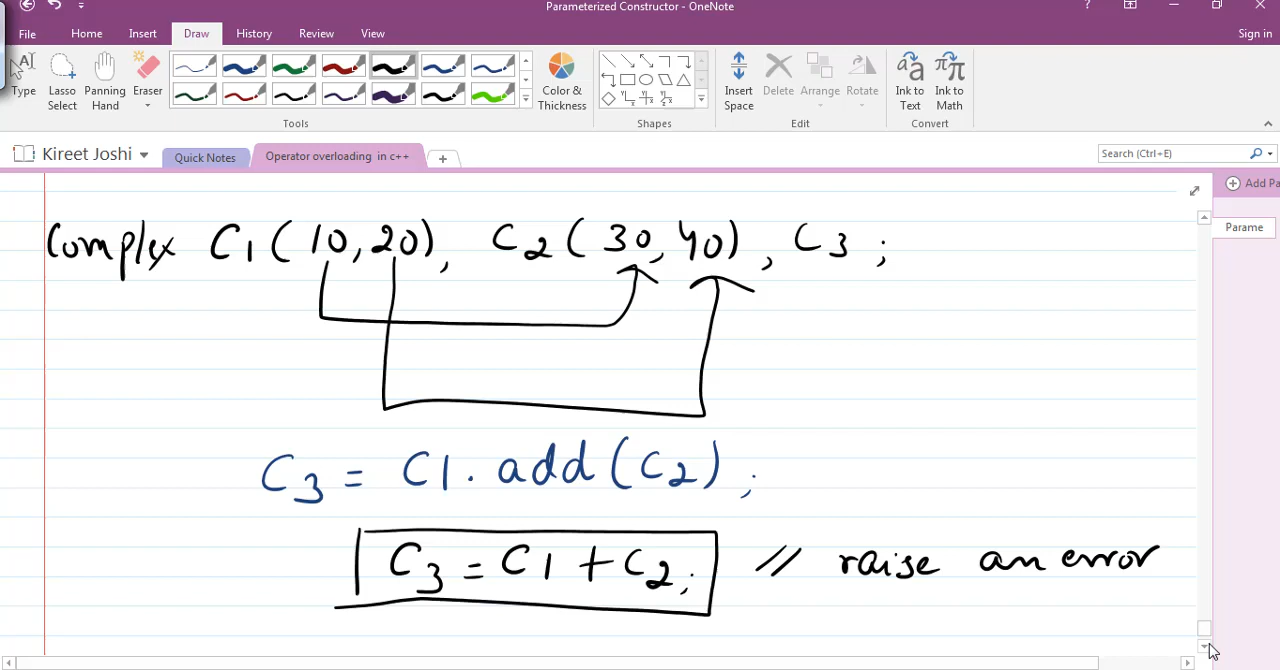 Parameterized Constructor - OneNote
File Home Insert Draw History Review View Sign in
Type Lasso Select Panning Hand Eraser Color & Thickness Insert Space Delete Arrange Rotate Ink to Text Ink to Math
Tools Shapes Edit Convert
Kireet Joshi Quick Notes Operator overloading in c++ Search (Ctrl+E)
Add Pa
Parame
Complex C1(10,20), C2(30,40), C3;
C3 = C1.add(C2);
C3 = C1 + C2; // raise an error